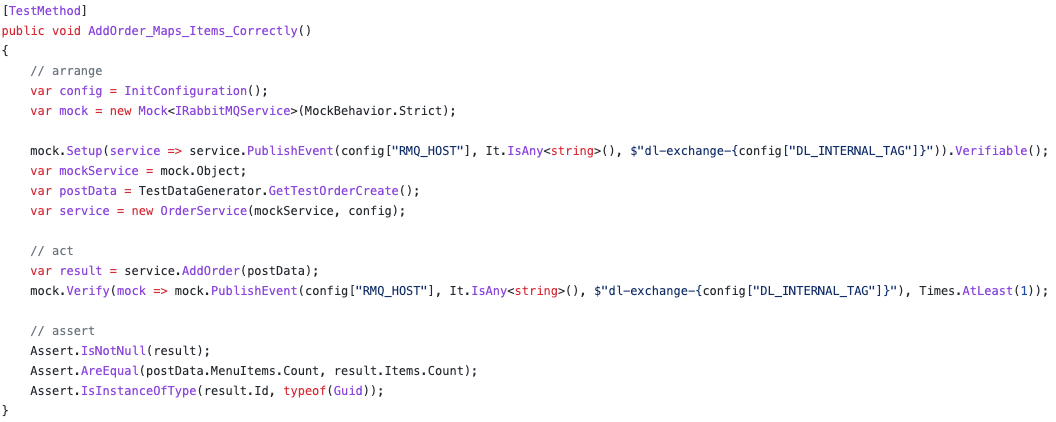 [TestMethod]
public void AddOrder_Maps_Items_Correctly()
{
    // arrange
    var config = InitConfiguration();
    var mock = new Mock<IRabbitMQService>(MockBehavior.Strict);

    mock.Setup(service => service.PublishEvent(config["RMQ_HOST"], It.IsAny<string>(), $"dl-exchange-{config["DL_INTERNAL_TAG"]}")).Verifiable();
    var mockService = mock.Object;
    var postData = TestDataGenerator.GetTestOrderCreate();
    var service = new OrderService(mockService, config);

    // act
    var result = service.AddOrder(postData);
    mock.Verify(mock => mock.PublishEvent(config["RMQ_HOST"], It.IsAny<string>(), $"dl-exchange-{config["DL_INTERNAL_TAG"]}"), Times.AtLeast(1));

    // assert
    Assert.IsNotNull(result);
    Assert.AreEqual(postData.MenuItems.Count, result.Items.Count);
    Assert.IsInstanceOfType(result.Id, typeof(Guid));
}